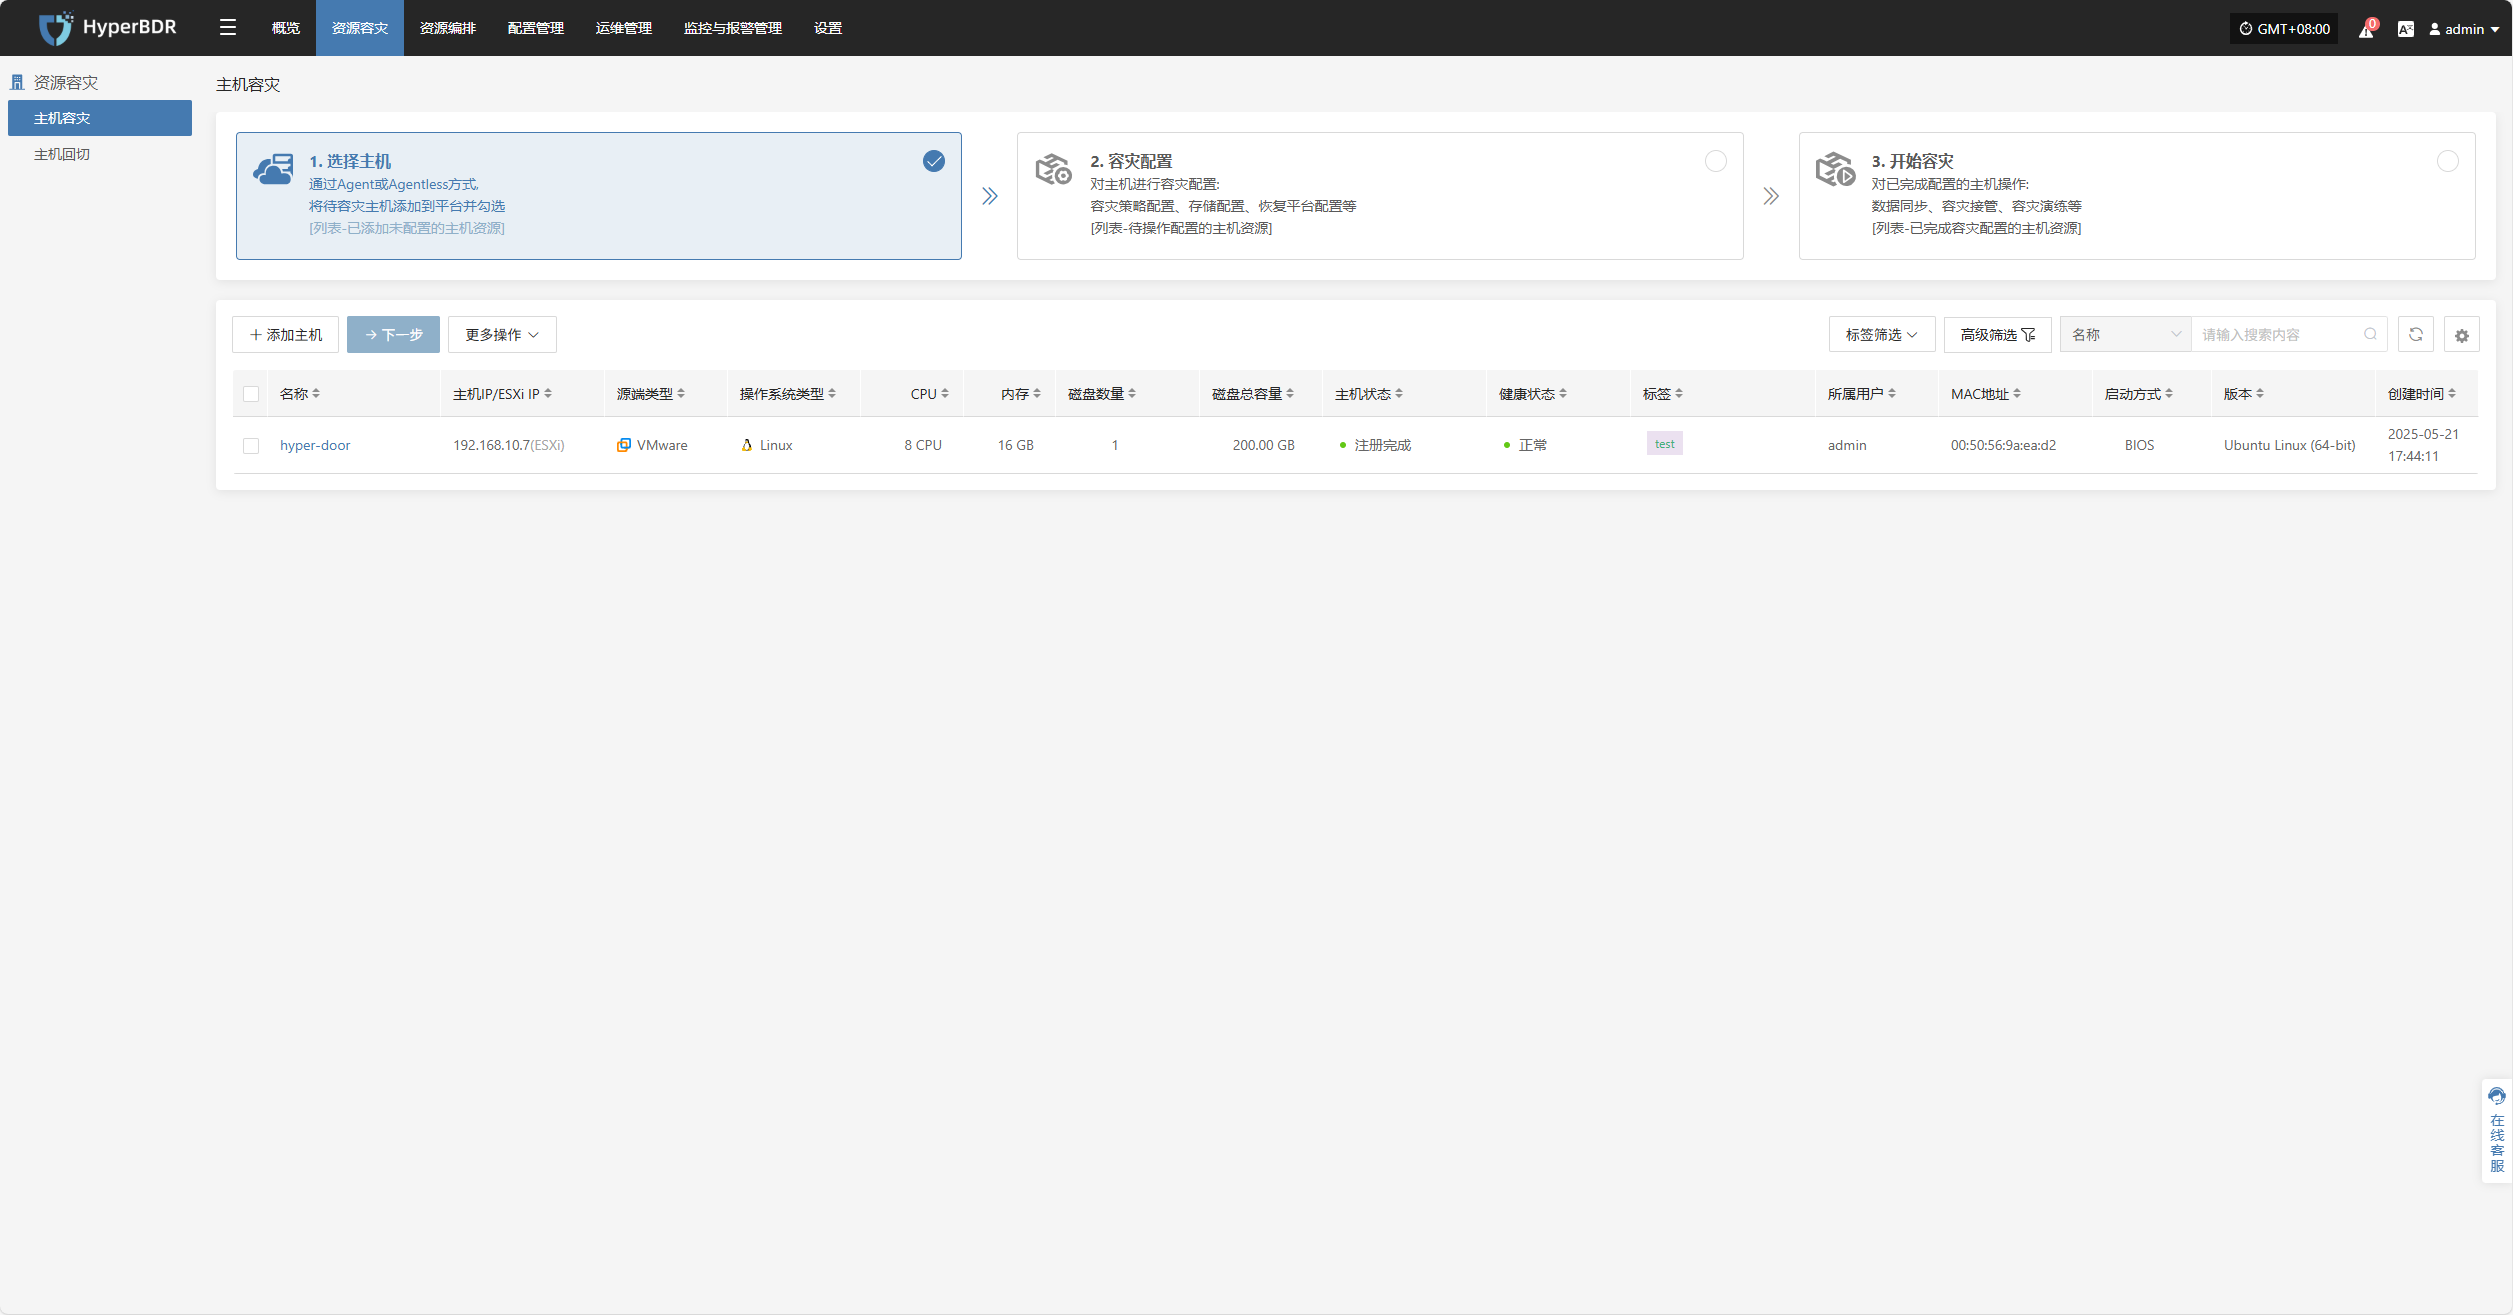 HyperBDR
概览 资源容灾 资源编排 配置管理 运维管理 监控与报警管理 设置
GMT+08:00 0 admin
资源容灾
主机容灾
主机回切
主机容灾
1. 选择主机
通过Agent或Agentless方式,
将待容灾主机添加到平台并勾选
[列表-已添加未配置的主机资源]
2. 容灾配置
对主机进行容灾配置:
容灾策略配置、存储配置、恢复平台配置等
[列表-待操作配置的主机资源]
3. 开始容灾
对已完成配置的主机操作:
数据同步、容灾接管、容灾演练等
[列表-已完成容灾配置的主机资源]
添加主机 下一步 更多操作 标签筛选 高级筛选 名称 请输入搜索内容
名称 主机IP/ESXi IP 源端类型 操作系统类型 CPU 内存 磁盘数量 磁盘总容量 主机状态 健康状态 标签 所属用户 MAC地址 启动方式 版本 创建时间
hyper-door 192.168.10.7(ESXi) VMware Linux 8 CPU 16 GB 1 200.00 GB 注册完成 正常 test admin 00:50:56:9a:ea:d2 BIOS Ubuntu Linux (64-bit) 2025-05-21
17:44:11
在线客服